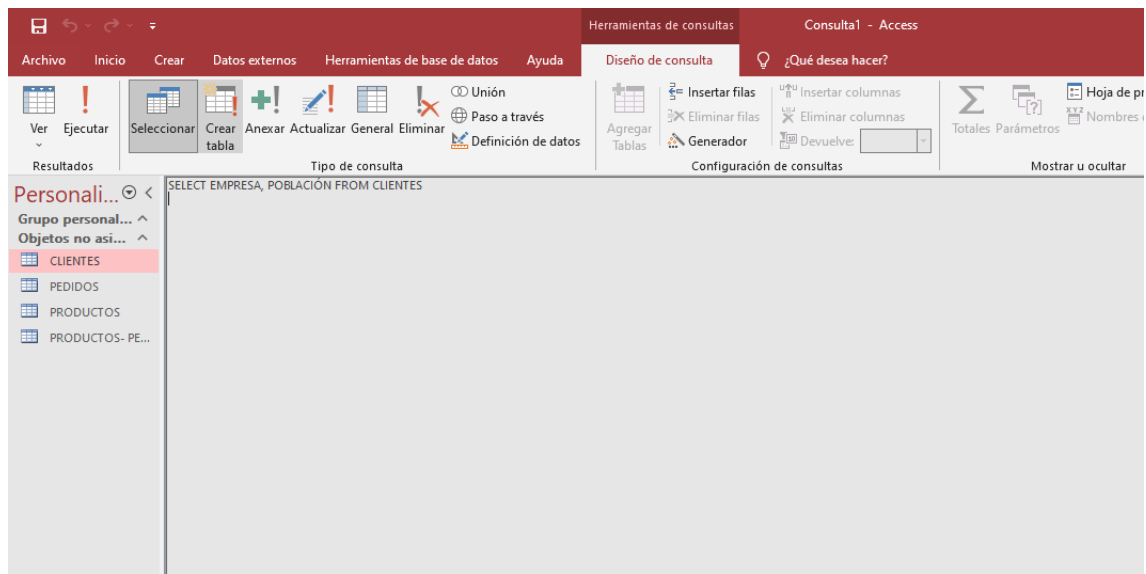 Herramientas de consultas Consulta1 - Access
Archivo Inicio Crear Datos externos Herramientas de base de datos Ayuda Diseño de consulta ¿Qué desea hacer?
Ver Ejecutar
Resultados
Seleccionar Crear tabla Anexar Actualizar General Eliminar
Unión
Paso a través
Definición de datos
Tipo de consulta
Agregar Tablas
Insertar filas
Eliminar filas
Generador
Insertar columnas
Eliminar columnas
Devuelve:
Configuración de consultas
Totales Parámetros
Hoja de pr
Nombres
Mostrar u ocultar
Personali...
Grupo personal...
Objetos no asi...
CLIENTES
PEDIDOS
PRODUCTOS
PRODUCTOS- PE...
SELECT EMPRESA, POBLACIÓN FROM CLIENTES